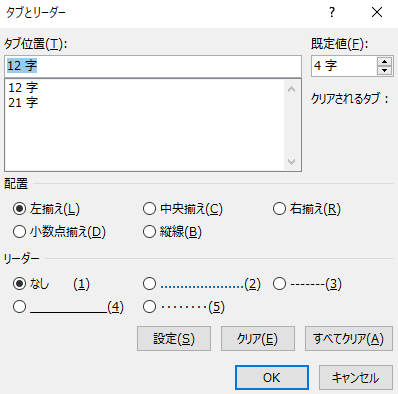 タブとリーダー ? ×
タブ位置(T): 既定値(F):
12 字 4 字
12 字 クリアされるタブ:
21 字
配置
左揃え(L) 中央揃え(C) 右揃え(R)
小数点揃え(D) 縦線(B)
リーダー
なし (1) .....................(2) -------(3)
___________(4) ········(5)
設定(S) クリア(E) すべてクリア(A)
OK キャンセル